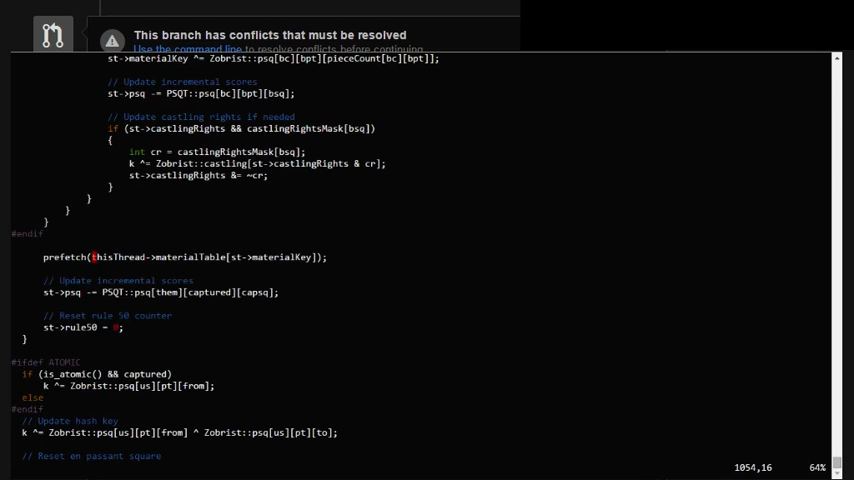 This branch has conflicts that must be resolved
Use the command line to resolve conflicts before continuing.
st->materialKey ^= Zobrist::psq[bc][bpt][pieceCount[bc][bpt]];
// Update incremental scores
st->psq -= PSQT::psq[bc][bpt][bsq];
// Update castling rights if needed
if (st->castlingRights && castlingRightsMask[bsq])
{
int cr = castlingRightsMask[bsq];
k ^= Zobrist::castling[st->castlingRights & cr];
st->castlingRights &= ~cr;
}
}
}
}
#endif
prefetch(thisThread->materialTable[st->materialKey]);
// Update incremental scores
st->psq -= PSQT::psq[them][captured][capsq];
// Reset rule 50 counter
st->rule50 = 0;
}
#ifdef ATOMIC
if (is_atomic() && captured)
k ^= Zobrist::psq[us][pt][from];
else
#endif
// Update hash key
k ^= Zobrist::psq[us][pt][from] ^ Zobrist::psq[us][pt][to];
// Reset en passant square
1054,16 64%